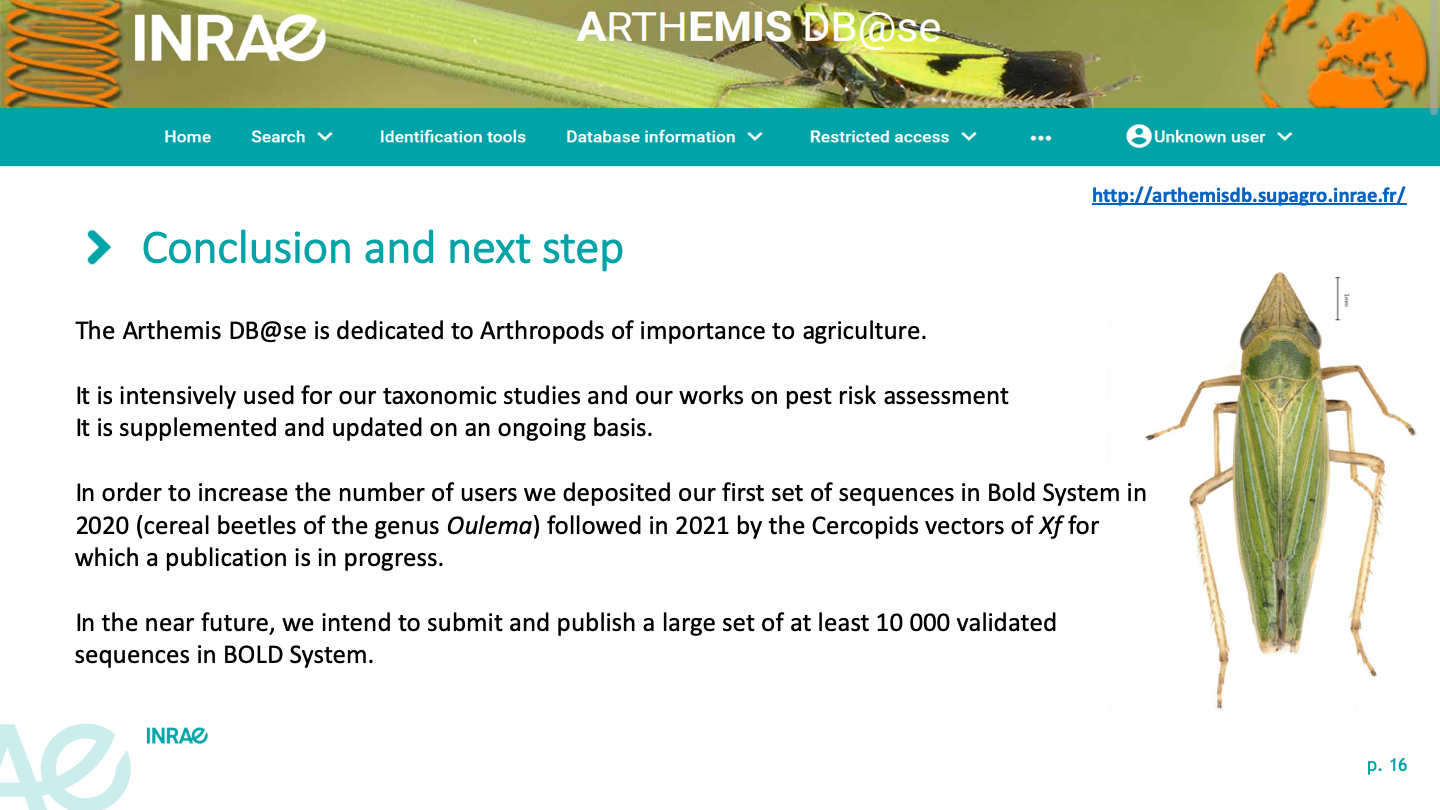 INRAE
ARTHEMIS DB@se
Home Search Identification tools Database information Restricted access ••• Unknown user
http://arthemisdb.supagro.inrae.fr/
Conclusion and next step
1mm
The Arthemis DB@se is dedicated to Arthropods of importance to agriculture.
It is intensively used for our taxonomic studies and our works on pest risk assessment
It is supplemented and updated on an ongoing basis.
In order to increase the number of users we deposited our first set of sequences in Bold System in
2020 (cereal beetles of the genus Oulema) followed in 2021 by the Cercopids vectors of Xf for
which a publication is in progress.
In the near future, we intend to submit and publish a large set of at least 10 000 validated
sequences in BOLD System.
INRAE
p. 16